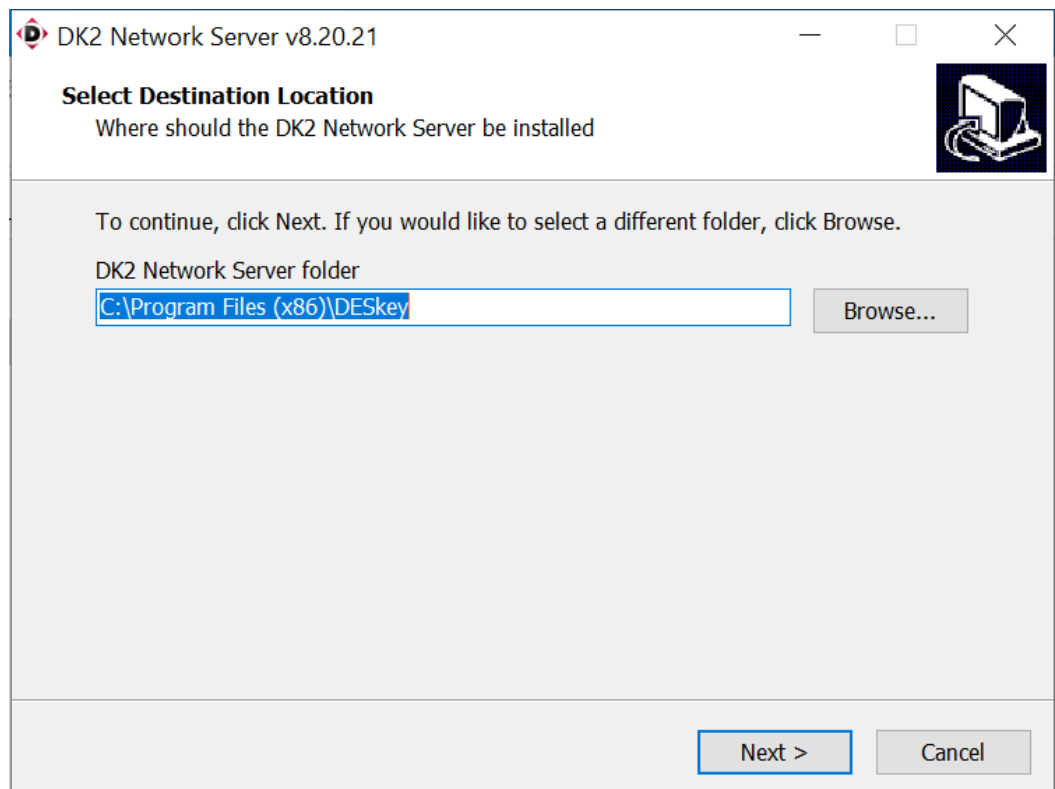 DK2 Network Server v8.20.21
Select Destination Location
Where should the DK2 Network Server be installed
To continue, click Next. If you would like to select a different folder, click Browse.
DK2 Network Server folder
C:\Program Files (x86)\DESkey
Browse...
Next >
Cancel